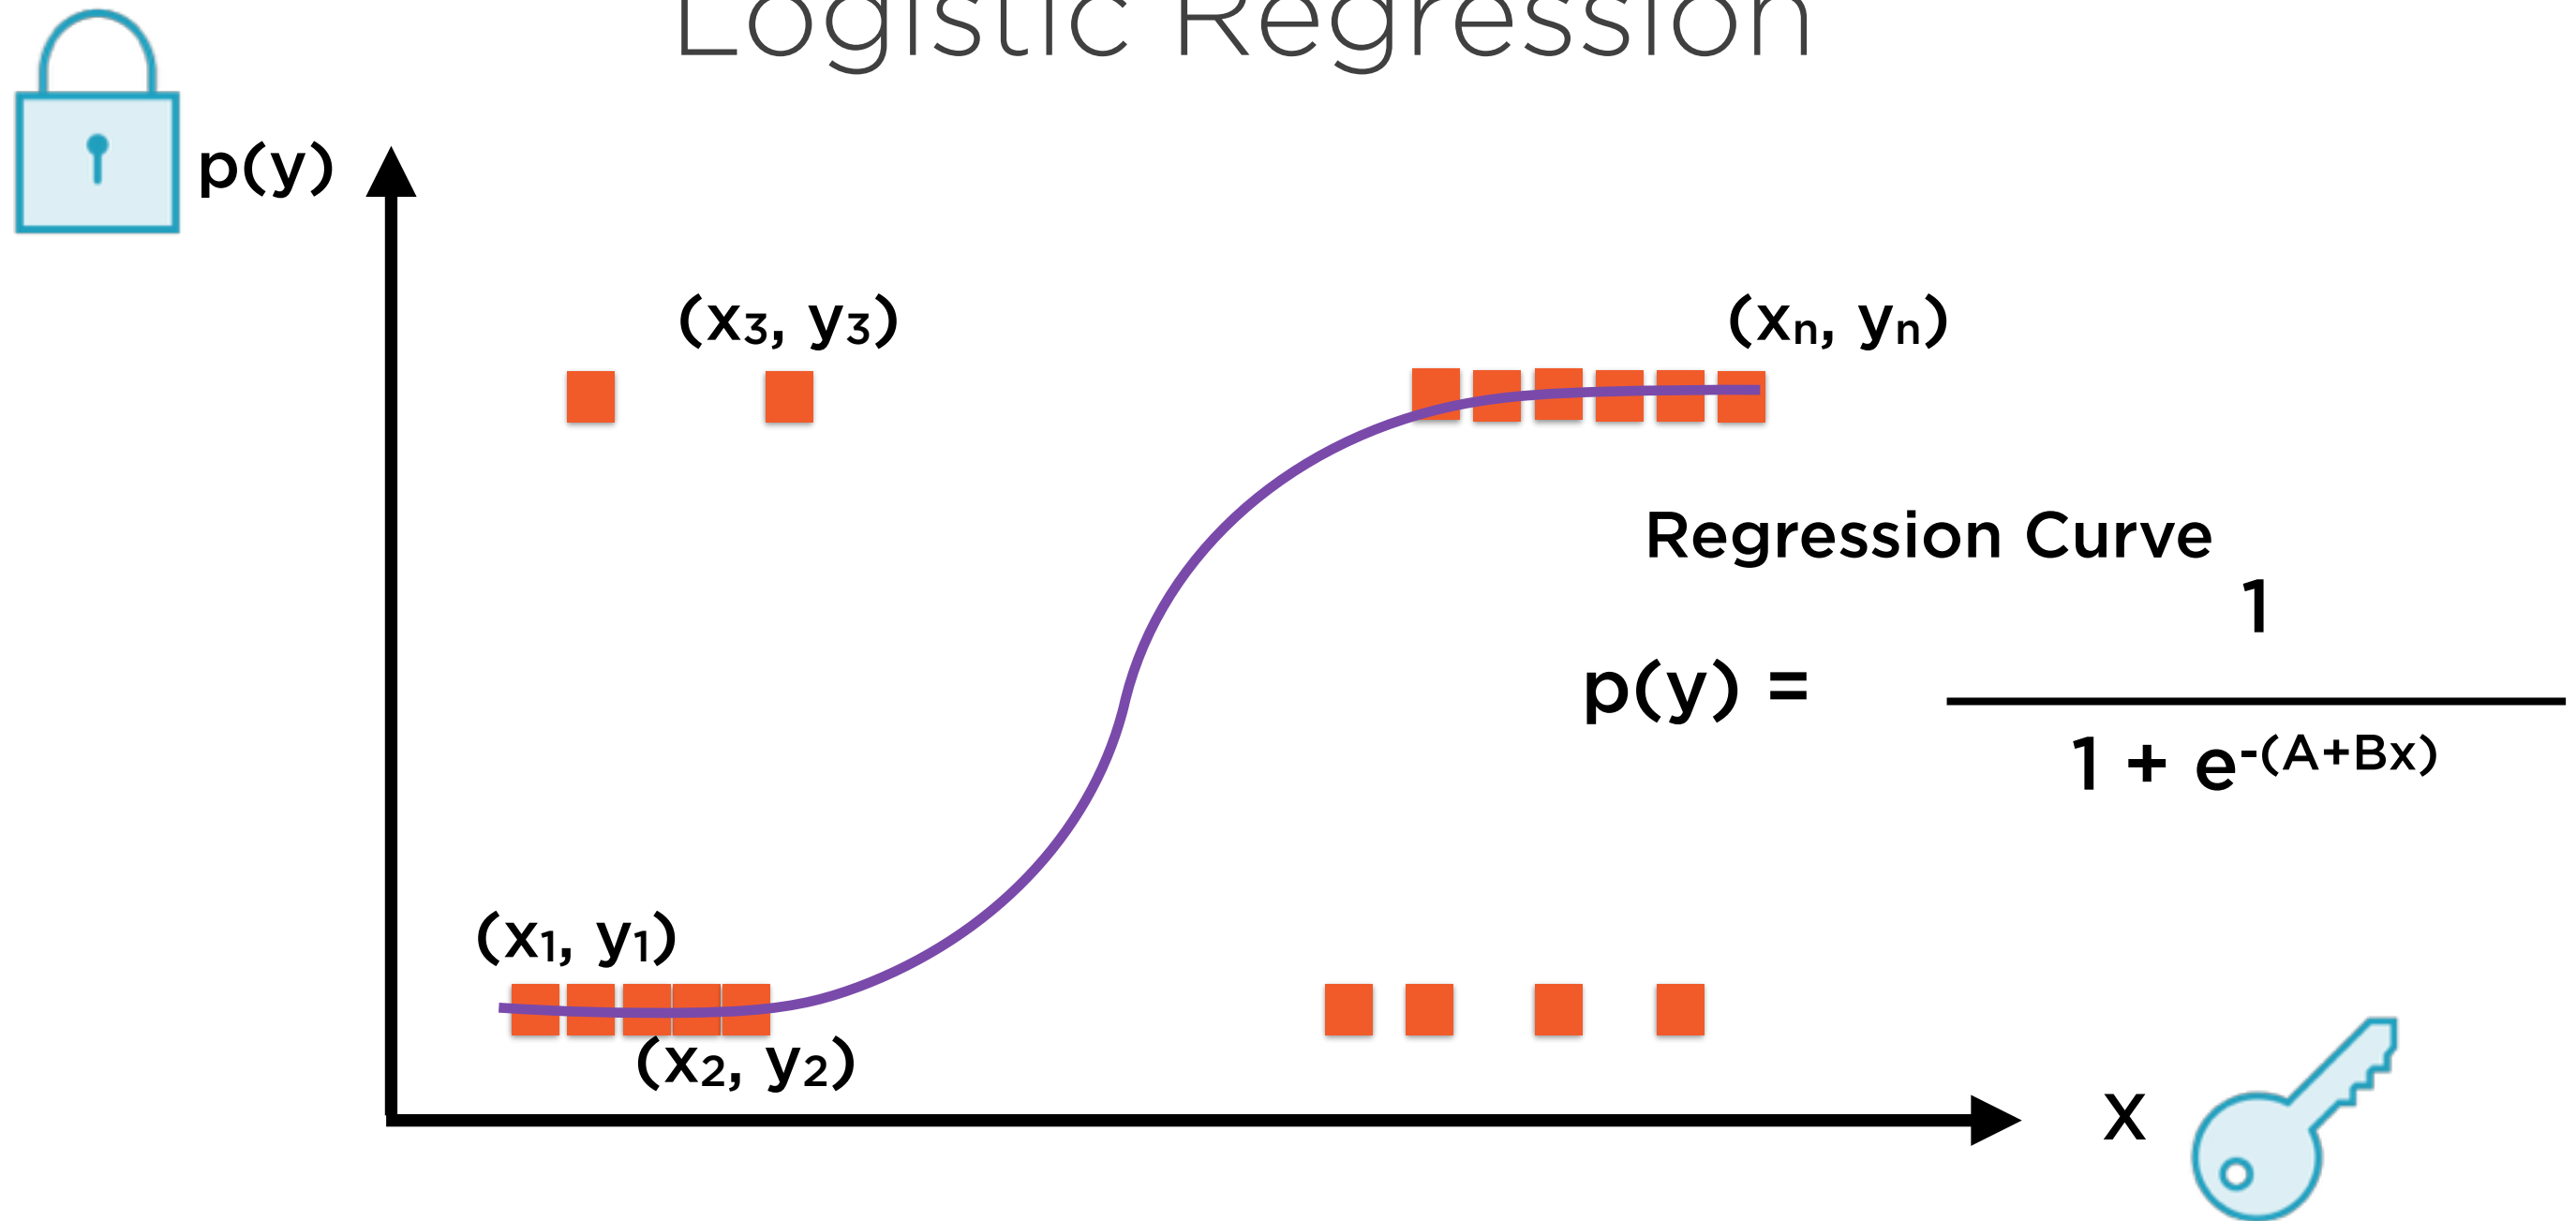 Logistic Regression
p(y)
(x₃, y₃)
(xₙ, yₙ)
Regression Curve
1
p(y) =
1 + e⁻⁽ᴬ⁺ᴮˣ⁾
(x₁, y₁)
(x₂, y₂)
X